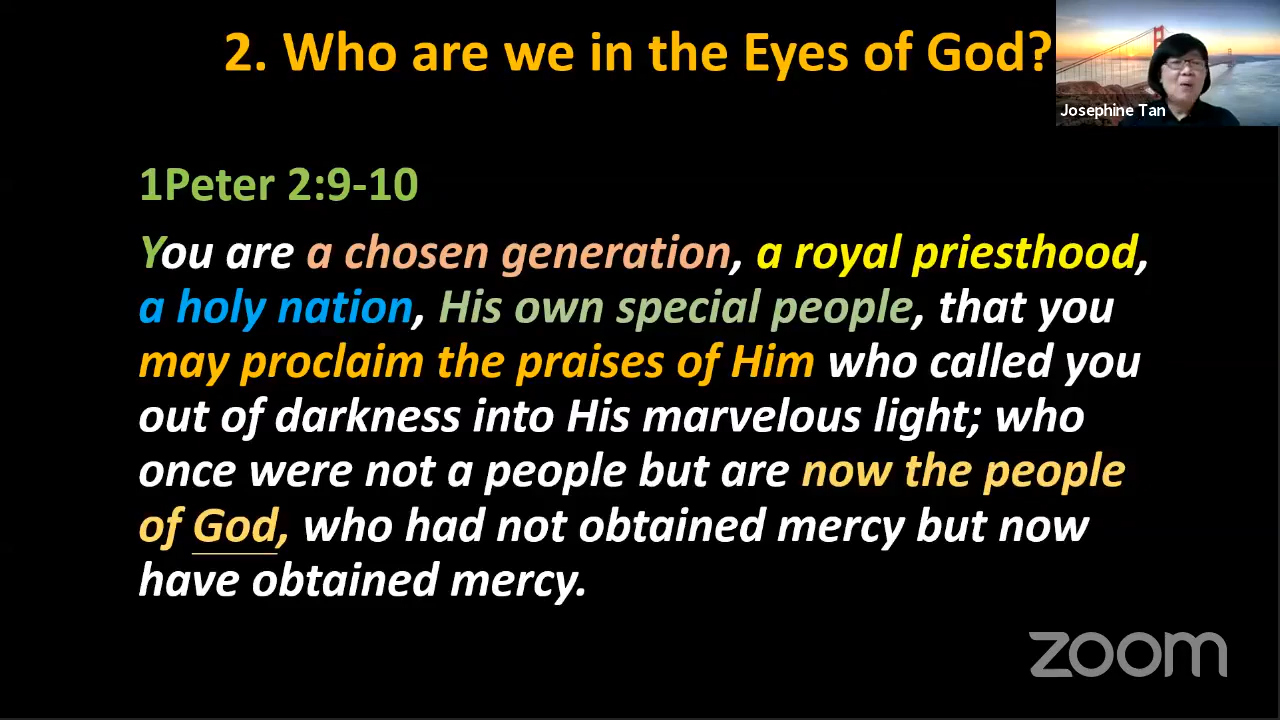 2. Who are we in the Eyes of God?
Josephine Tan
1Peter 2:9-10
You are a chosen generation, a royal priesthood,
a holy nation, His own special people, that you
may proclaim the praises of Him who called you
out of darkness into His marvelous light; who
once were not a people but are now the people
of God, who had not obtained mercy but now
have obtained mercy.
zoom